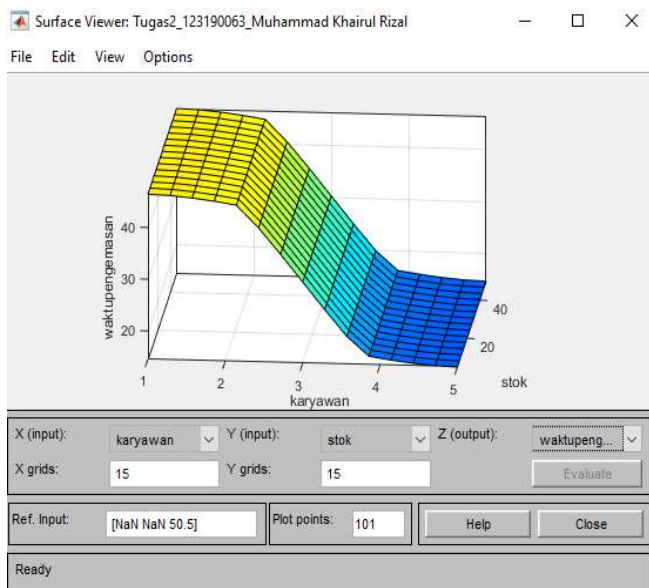 Surface Viewer: Tugas2_123190063_Muhammad Khairul Rizal
File Edit View Options
waktupengemasan
40
30
20
1 2 3 4 5
karyawan
40
20
stok
X (input): karyawan Y (input): stok Z (output): waktupeng...
X grids: 15 Y grids: 15 Evaluate
Ref. Input: [NaN NaN 50.5] Plot points: 101 Help Close
Ready